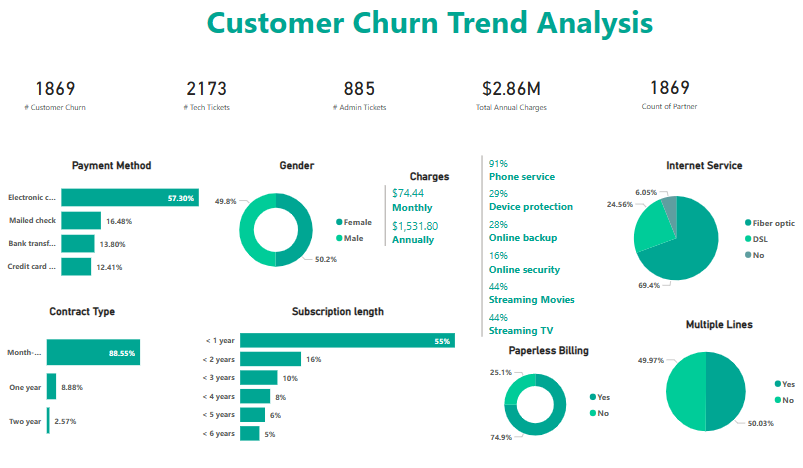 Customer Churn Trend Analysis
1869
# Customer Churn
2173
# Tech Tickets
885
# Admin Tickets
$2.86M
Total Annual Charges
1869
Count of Partner
Payment Method
Electronic c... 57.30%
Mailed check 16.48%
Bank transf... 13.80%
Credit card ... 12.41%
Gender
49.8%
50.2%
Female
Male
Charges
$74.44
Monthly
$1,531.80
Annually
91%
Phone service
29%
Device protection
28%
Online backup
16%
Online security
44%
Streaming Movies
44%
Streaming TV
Internet Service
6.05%
24.56%
69.4%
Fiber optic
DSL
No
Contract Type
Month-... 88.55%
One year 8.88%
Two year 2.57%
Subscription length
< 1 year 55%
< 2 years 16%
< 3 years 10%
< 4 years 8%
< 5 years 6%
< 6 years 5%
Paperless Billing
25.1%
74.9%
Yes
No
Multiple Lines
49.97%
50.03%
Yes
No